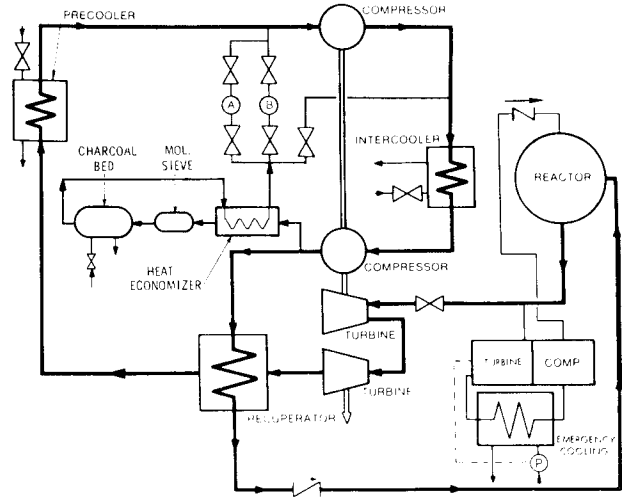 PRECOOLER
COMPRESSOR
A
B
INTERCOOLER
CHARCOAL
BED
MOL.
SIEVE
REACTOR
HEAT
ECONOMIZER
COMPRESSOR
TURBINE
TURBINE
COMP.
TURBINE
RECUPERATOR
EMERGENCY
COOLING
P